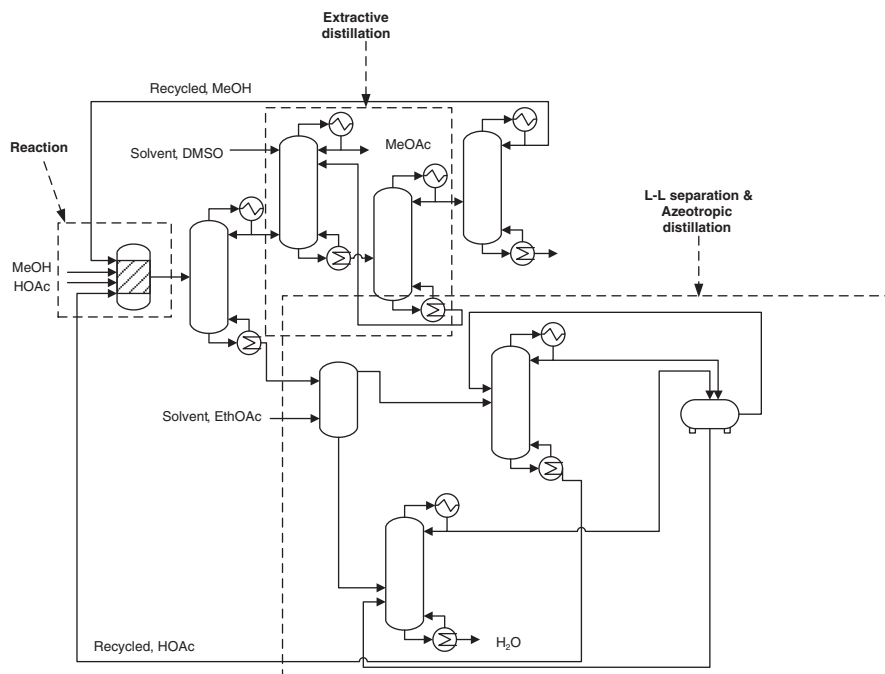 Extractive
distillation
Recycled, MeOH
Reaction
Solvent, DMSO
MeOAc
L-L separation &
Azeotropic
distillation
MeOH
HOAc
Solvent, EthOAc
Recycled, HOAc
H₂O